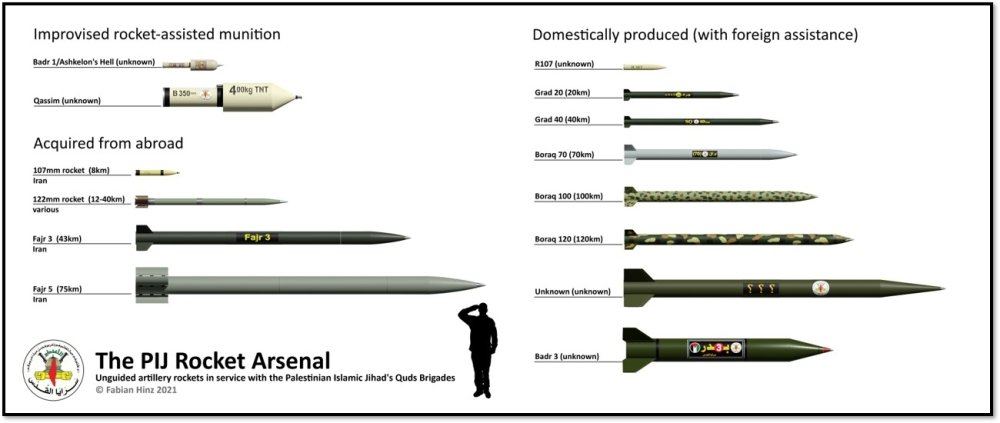 Improvised rocket-assisted munition
Badr 1/Ashkelon's Hell (unknown)
Qassim (unknown)
B 350
400kg TNT
Acquired from abroad
107mm rocket (8km)
Iran
122mm rocket (12-40km)
various
Fajr 3 (43km)
Iran
Fajr 3
Fajr 5 (75km)
Iran
سرايا القدس
The PIJ Rocket Arsenal
Unguided artillery rockets in service with the Palestinian Islamic Jihad's Quds Brigades
© Fabian Hinz 2021
Domestically produced (with foreign assistance)
R107 (unknown)
Grad 20 (20km)
Grad 40 (40km)
Boraq 70 (70km)
Boraq 100 (100km)
Boraq 120 (120km)
Unknown (unknown)
؟ ؟ ؟
Badr 3 (unknown)
بدر3